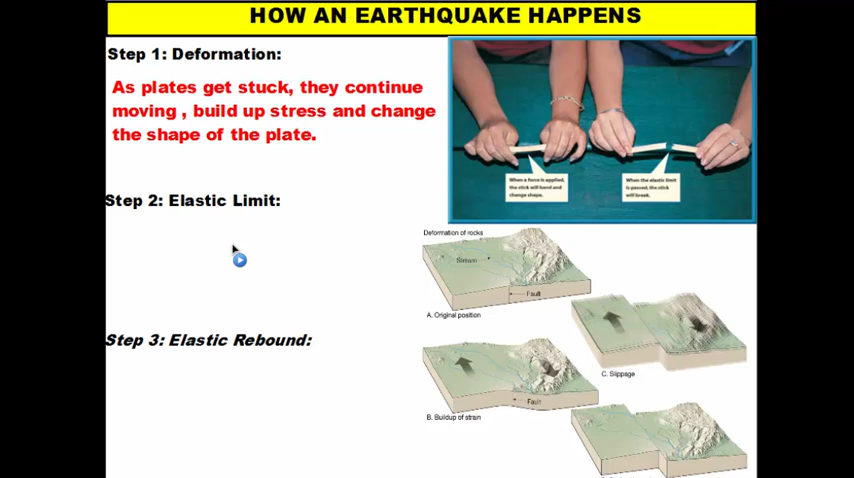 HOW AN EARTHQUAKE HAPPENS
Step 1: Deformation:
As plates get stuck, they continue
moving , build up stress and change
the shape of the plate.
When a force is applied,
the stick will bend and
change shape.
When the elastic limit
is passed, the stick
will break.
Step 2: Elastic Limit:
Deformation of rocks
Stream
Fault
A. Original position
Step 3: Elastic Rebound:
C. Slippage
Fault
B. Buildup of strain